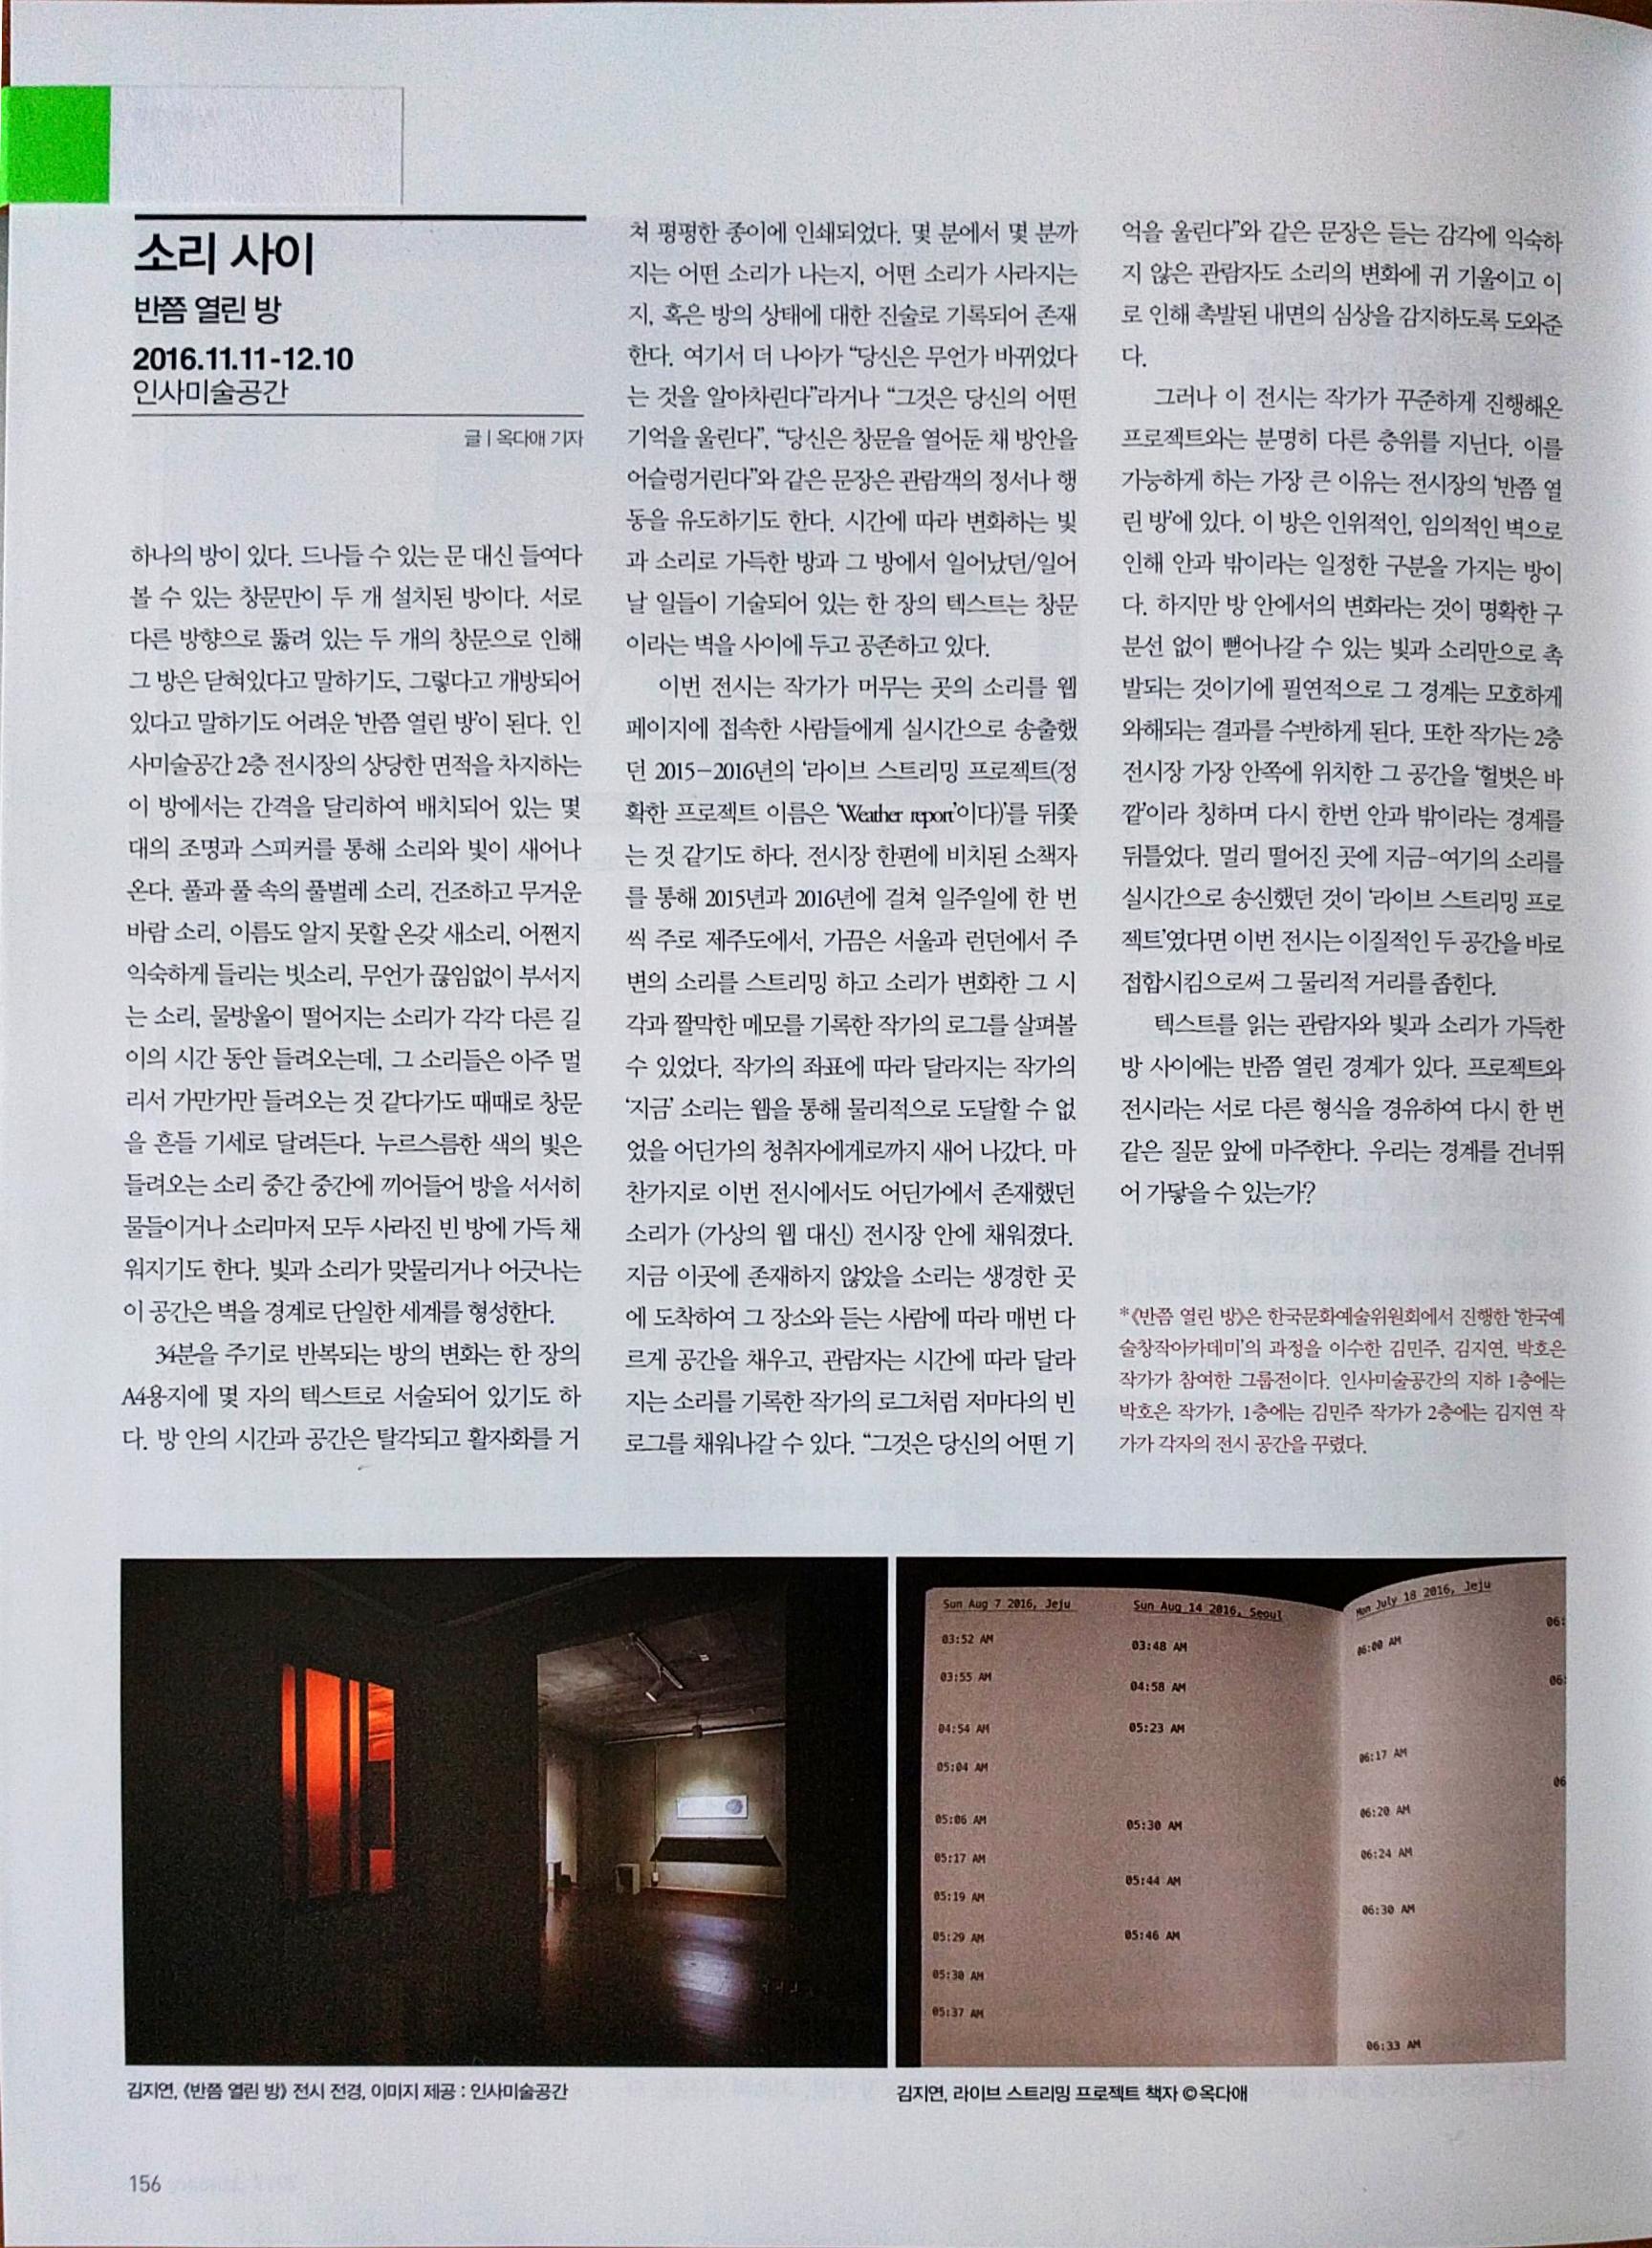 소리 사이
반쯤 열린 방
2016.11.11-12.10
인사미술공간
글 | 옥다애 기자
하나의 방이 있다. 드나들 수 있는 문 대신 들여다
볼 수 있는 창문만이 두 개 설치된 방이다. 서로
다른 방향으로 뚫려 있는 두 개의 창문으로 인해
그 방은 닫혀있다고 말하기도, 그렇다고 개방되어
있다고 말하기도 어려운 ‘반쯤 열린 방’이 된다. 인
사미술공간 2층 전시장의 상당한 면적을 차지하는
이 방에서는 간격을 달리하여 배치되어 있는 몇
대의 조명과 스피커를 통해 소리와 빛이 새어나
온다. 풀과 풀 속의 풀벌레 소리, 건조하고 무거운
바람 소리, 이름도 알지 못할 온갖 새소리, 어쩐지
익숙하게 들리는 빗소리, 무언가 끊임없이 부서지
는 소리, 물방울이 떨어지는 소리가 각각 다른 길
이의 시간 동안 들려오는데, 그 소리들은 아주 멀
리서 가만가만 들려오는 것 같다가도 때때로 창문
을 흔들 기세로 달려든다. 누르스름한 색의 빛은
들려오는 소리 중간 중간에 끼어들어 방을 서서히
물들이거나 소리마저 모두 사라진 빈 방에 가득 채
워지기도 한다. 빛과 소리가 맞물리거나 어긋나는
이 공간은 벽을 경계로 단일한 세계를 형성한다.
34분을 주기로 반복되는 방의 변화는 한 장의
A4용지에 몇 자의 텍스트로 서술되어 있기도 하
다. 방 안의 시간과 공간은 탈각되고 활자화를 거
쳐 평평한 종이에 인쇄되었다. 몇 분에서 몇 분까
지는 어떤 소리가 나는지, 어떤 소리가 사라지는
지, 혹은 방의 상태에 대한 진술로 기록되어 존재
한다. 여기서 더 나아가 “당신은 무언가 바뀌었다
는 것을 알아차린다”라거나 “그것은 당신의 어떤
기억을 울린다”, “당신은 창문을 열어둔 채 방안을
어슬렁거린다”와 같은 문장은 관람객의 정서나 행
동을 유도하기도 한다. 시간에 따라 변화하는 빛
과 소리로 가득한 방과 그 방에서 일어났던/일어
날 일들이 기술되어 있는 한 장의 텍스트는 창문
이라는 벽을 사이에 두고 공존하고 있다.
이번 전시는 작가가 머무는 곳의 소리를 웹
페이지에 접속한 사람들에게 실시간으로 송출했
던 2015-2016년의 ‘라이브 스트리밍 프로젝트(정
확한 프로젝트 이름은 ‘Weather report’이다)’를 뒤쫓
는 것 같기도 하다. 전시장 한편에 비치된 소책자
를 통해 2015년과 2016년에 걸쳐 일주일에 한 번
씩 주로 제주도에서, 가끔은 서울과 런던에서 주
변의 소리를 스트리밍 하고 소리가 변화한 그 시
각과 짤막한 메모를 기록한 작가의 로그를 살펴볼
수 있었다. 작가의 좌표에 따라 달라지는 작가의
‘지금’ 소리는 웹을 통해 물리적으로 도달할 수 없
었을 어딘가의 청취자에게로까지 새어 나갔다. 마
찬가지로 이번 전시에서도 어딘가에서 존재했던
소리가 (가상의 웹 대신) 전시장 안에 채워졌다.
지금 이곳에 존재하지 않았을 소리는 생경한 곳
에 도착하여 그 장소와 듣는 사람에 따라 매번 다
르게 공간을 채우고, 관람자는 시간에 따라 달라
지는 소리를 기록한 작가의 로그처럼 저마다의 빈
로그를 채워나갈 수 있다. “그것은 당신의 어떤 기
억을 울린다”와 같은 문장은 듣는 감각에 익숙하
지 않은 관람자도 소리의 변화에 귀 기울이고 이
로 인해 촉발된 내면의 심상을 감지하도록 도와준
다.
그러나 이 전시는 작가가 꾸준하게 진행해온
프로젝트와는 분명히 다른 층위를 지닌다. 이를
가능하게 하는 가장 큰 이유는 전시장의 ‘반쯤 열
린 방’에 있다. 이 방은 인위적인, 임의적인 벽으로
인해 안과 밖이라는 일정한 구분을 가지는 방이
다. 하지만 방 안에서의 변화라는 것이 명확한 구
분선 없이 뻗어나갈 수 있는 빛과 소리만으로 촉
발되는 것이기에 필연적으로 그 경계는 모호하게
와해되는 결과를 수반하게 된다. 또한 작가는 2층
전시장 가장 안쪽에 위치한 그 공간을 ‘헐벗은 바
깥’이라 칭하며 다시 한번 안과 밖이라는 경계를
뒤틀었다. 멀리 떨어진 곳에 지금-여기의 소리를
실시간으로 송신했던 것이 ‘라이브 스트리밍 프로
젝트’였다면 이번 전시는 이질적인 두 공간을 바로
접합시킴으로써 그 물리적 거리를 좁힌다.
텍스트를 읽는 관람자와 빛과 소리가 가득한
방 사이에는 반쯤 열린 경계가 있다. 프로젝트와
전시라는 서로 다른 형식을 경유하여 다시 한 번
같은 질문 앞에 마주한다. 우리는 경계를 건너뛰
어 가닿을 수 있는가?
*《반쯤 열린 방》은 한국문화예술위원회에서 진행한 ‘한국예
술창작아카데미’의 과정을 이수한 김민주, 김지연, 박호은
작가가 참여한 그룹전이다. 인사미술공간의 지하 1층에는
박호은 작가가, 1층에는 김민주 작가가 2층에는 김지연 작
가가 각자의 전시 공간을 꾸렸다.
Sun Aug 7 2016, Jeju
03:52 AM
03:55 AM
04:54 AM
05:04 AM
05:06 AM
05:17 AM
05:19 AM
05:29 AM
05:30 AM
05:37 AM
Sun Aug 14 2016, Seoul
03:48 AM
04:58 AM
05:23 AM
05:30 AM
05:44 AM
05:46 AM
Mon July 18 2016, Jeju
06:00 AM
06:17 AM
06:20 AM
06:24 AM
06:30 AM
06:33 AM
06:
06:
06
김지연, 《반쯤 열린 방》 전시 전경, 이미지 제공 : 인사미술공간
김지연, 라이브 스트리밍 프로젝트 책자 ©옥다애
156